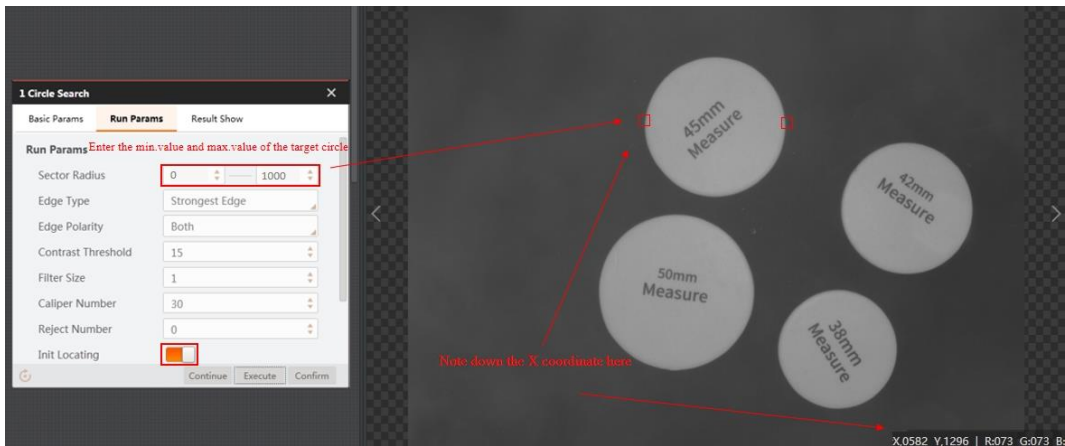 1 Circle Search
Basic Params Run Params Result Show
Run Params
Enter the min.value and max.value of the target circle
Sector Radius 0 1000
Edge Type Strongest Edge
Edge Polarity Both
Contrast Threshold 15
Filter Size 1
Caliper Number 30
Reject Number 0
Init Locating
Continue Execute Confirm
45mm
Measure
42mm
Measure
50mm
Measure
38mm
Measure
Note down the X coordinate here
X,0582 Y,1296 | R:073 G:073 B: